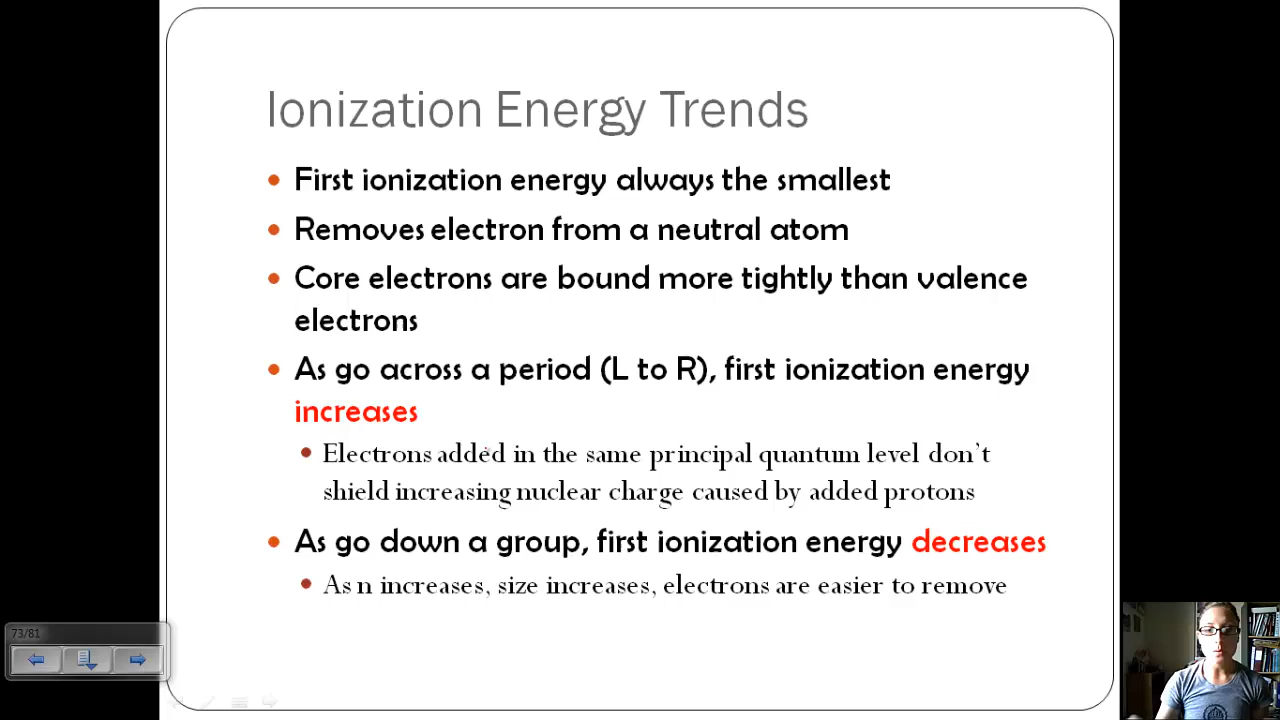 Ionization Energy Trends
First ionization energy always the smallest
Removes electron from a neutral atom
Core electrons are bound more tightly than valence
electrons
As go across a period (L to R), first ionization energy
increases
Electrons added in the same principal quantum level don't
shield increasing nuclear charge caused by added protons
As go down a group, first ionization energy decreases
As n increases, size increases, electrons are easier to remove
73/81